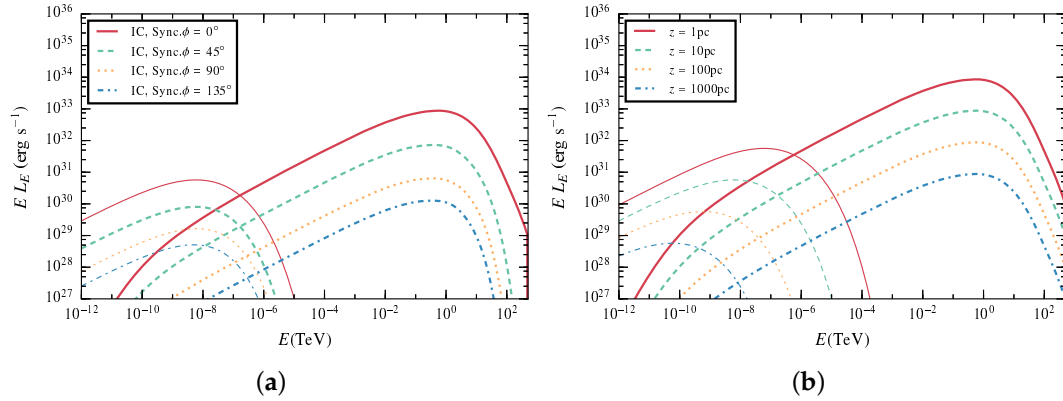 10^36
10^35
10^34
10^33
10^32
10^31
10^30
10^29
10^28
10^27
E L_E (erg s^−1)
IC, Sync.ϕ = 0°
IC, Sync.ϕ = 45°
IC, Sync.ϕ = 90°
IC, Sync.ϕ = 135°
10^−12 10^−10 10^−8 10^−6 10^−4 10^−2 10^0 10^2
E(TeV)
(a)
10^36
10^35
10^34
10^33
10^32
10^31
10^30
10^29
10^28
10^27
E L_E (erg s^−1)
z = 1pc
z = 10pc
z = 100pc
z = 1000pc
10^−12 10^−10 10^−8 10^−6 10^−4 10^−2 10^0 10^2
E(TeV)
(b)